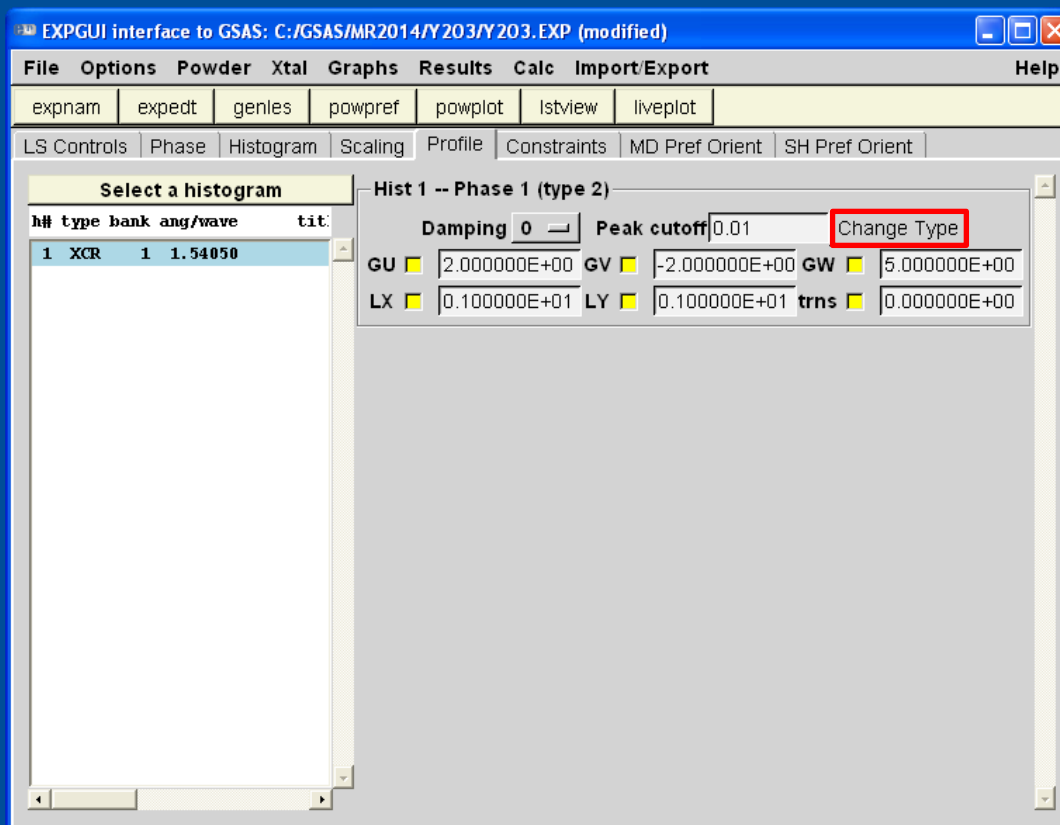 EXPGUI interface to GSAS: C:/GSAS/MR2014/Y2O3/Y2O3.EXP (modified)
File Options Powder Xtal Graphs Results Calc Import/Export Help
expnam expedt genles powpref powplot lstview liveplot
LS Controls Phase Histogram Scaling Profile Constraints MD Pref Orient SH Pref Orient
Select a histogram
h# type bank ang/wave titl
1 XCR 1 1.54050
Hist 1 -- Phase 1 (type 2)
Damping 0 Peak cutoff 0.01 Change Type
GU 2.000000E+00 GV -2.000000E+00 GW 5.000000E+00
LX 0.100000E+01 LY 0.100000E+01 trns 0.000000E+00